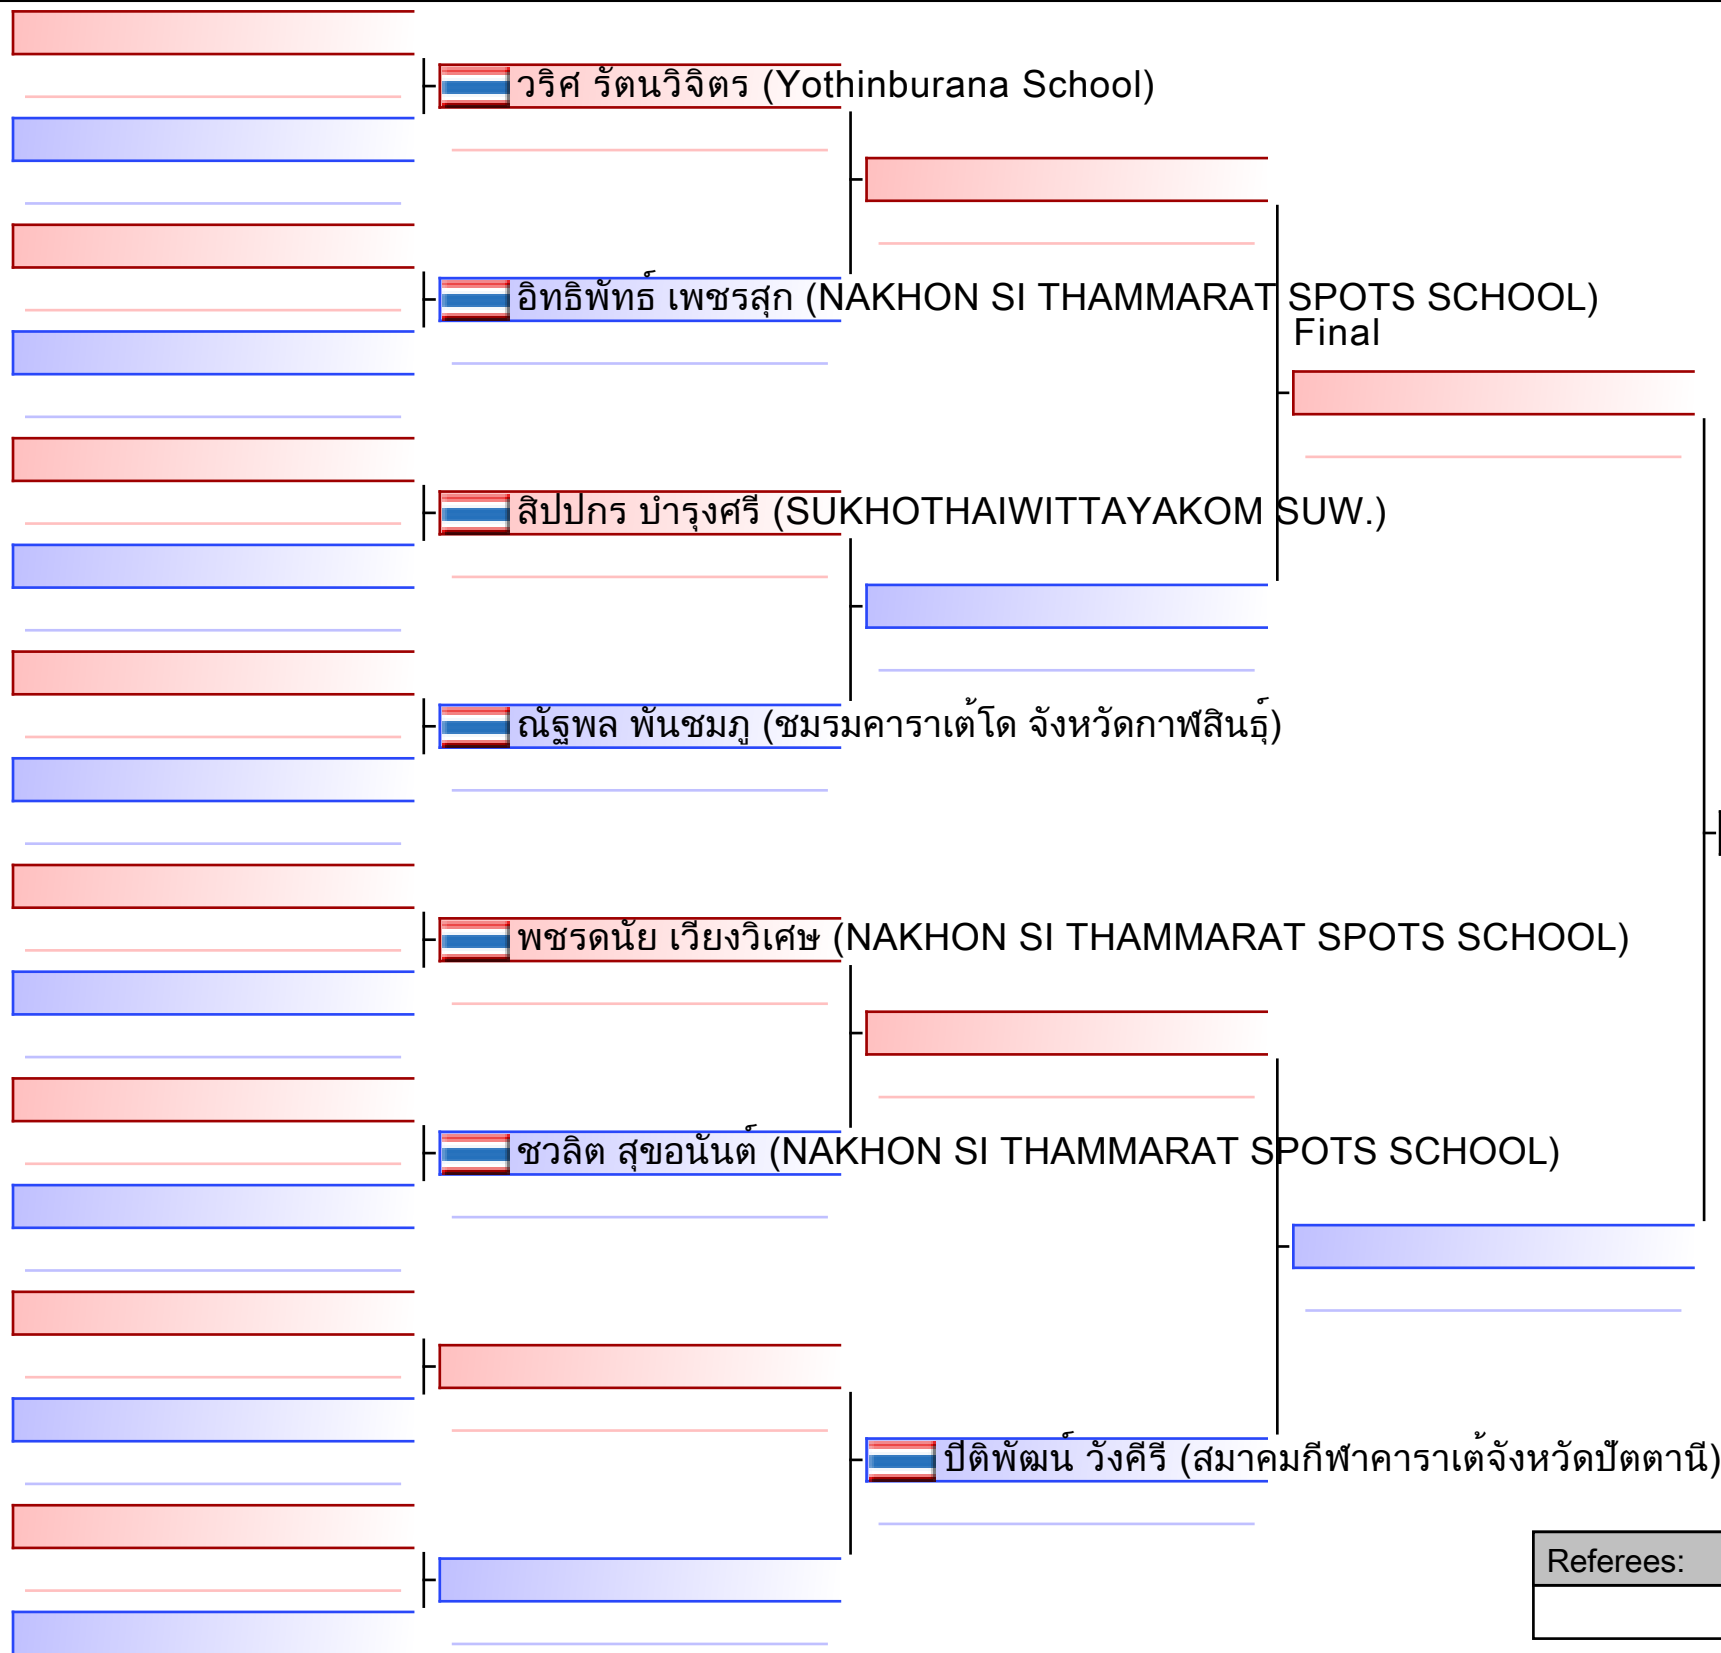 วริศ รัตนวิจิตร (Yothinburana School)
อิทธิพัทธ์ เพชรสุก (NAKHON SI THAMMARAT SPOTS SCHOOL)
Final
สิปปกร บำรุงศรี (SUKHOTHAIWITTAYAKOM SUW.)
ณัฐพล พันชมภู (ชมรมคาราเต้โด จังหวัดกาฬสินธุ์)
พชรดนัย เวียงวิเศษ (NAKHON SI THAMMARAT SPOTS SCHOOL)
ชวลิต สุขอนันต์ (NAKHON SI THAMMARAT SPOTS SCHOOL)
ปีติพัฒน์ วังคีรี (สมาคมกีฬาคาราเต้จังหวัดปัตตานี)
Referees: